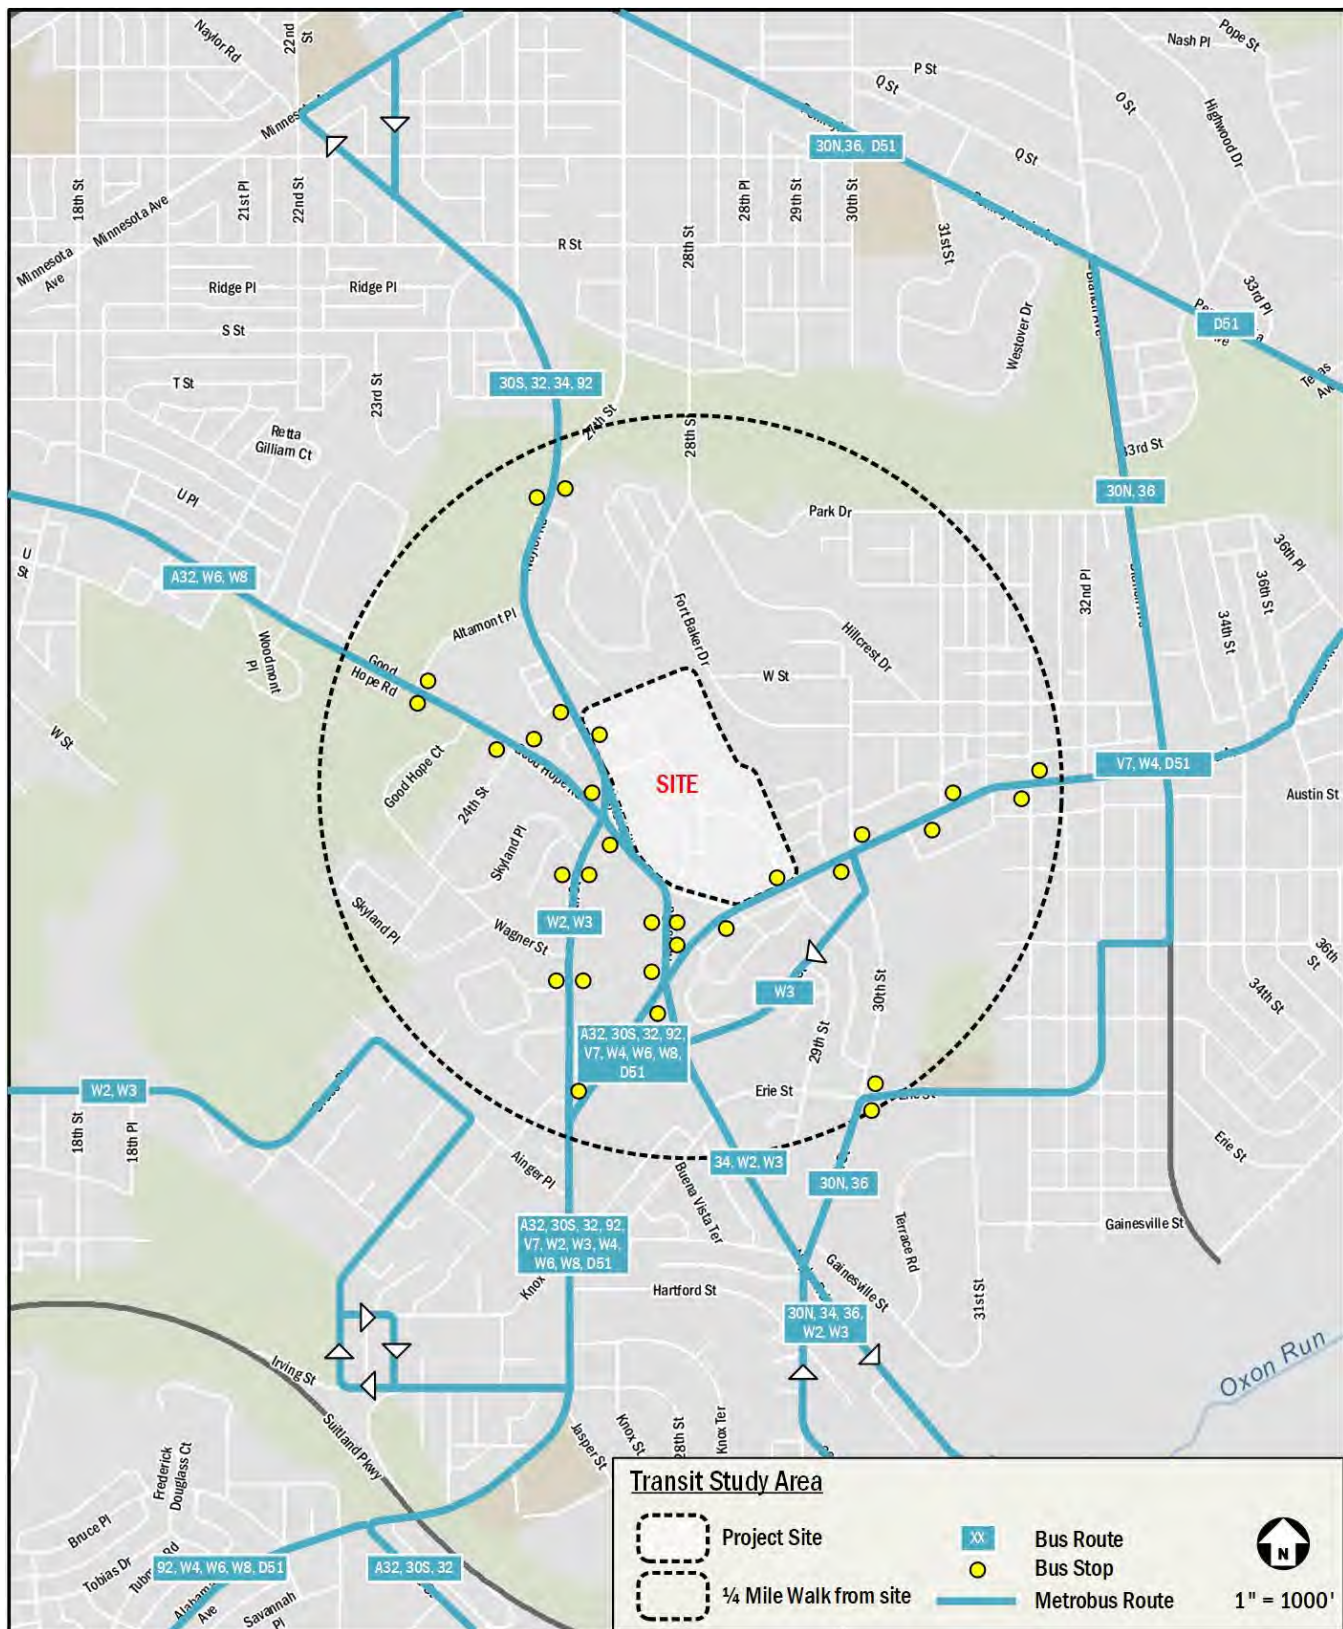 Naylor Rd
22nd
St
Nash Pl
Pope St
P St
Q St
O St
Highwood Dr
30N,36, D51
Q St
18th St
21st Pl
22nd St
Minnesota Ave
28th Pl
29th St
30th St
31st St
Minnesota
Ave
R St
28th St
Ridge Pl
Ridge Pl
Westover Dr
33rd Pl
S St
D51
T St
23rd St
30S, 32, 34, 92
Retta
Gilliam Ct
27th St
28th St
33rd St
U Pl
30N, 36
Park Dr
U
St
A32, W6, W8
36th Pl
36th St
34th St
32nd Pl
Altamont Pl
Fort Baker Dr
Hillcrest Dr
Woodmont
Pl
Good
Hope Rd
W St
W St
SITE
Good Hope Ct
24th St
V7, W4, D51
Austin St
Skyland Pl
Skyland Pl
Wagner St
W2, W3
W3
30th St
29th St
36th
St
34th St
A32, 30S, 32, 92,
V7, W4, W6, W8,
D51
W2, W3
Erie St
Erie St
18th St
18th Pl
Erie St
Ainger Pl
34, W2, W3
30N, 36
Buena Vista Ter
Terrace Rd
Gainesville St
A32, 30S, 32, 92,
V7, W2, W3, W4,
W6, W8, D51
Knox
Gainesville St
Hartford St
31st St
30N, 34, 36,
W2, W3
Irving St
Oxon Run
Suitland Pkwy
Jasper St
Knox St
28th St
Knox Ter
Frederick
Douglass Ct
Bruce Pl
Tobias Dr
92, W4, W6, W8, D51
A32, 30S, 32
Alabama
Ave
Savannah
Pl
Transit Study Area
Project Site
¼ Mile Walk from site
XX
Bus Route
Bus Stop
Metrobus Route
N
1" = 1000'